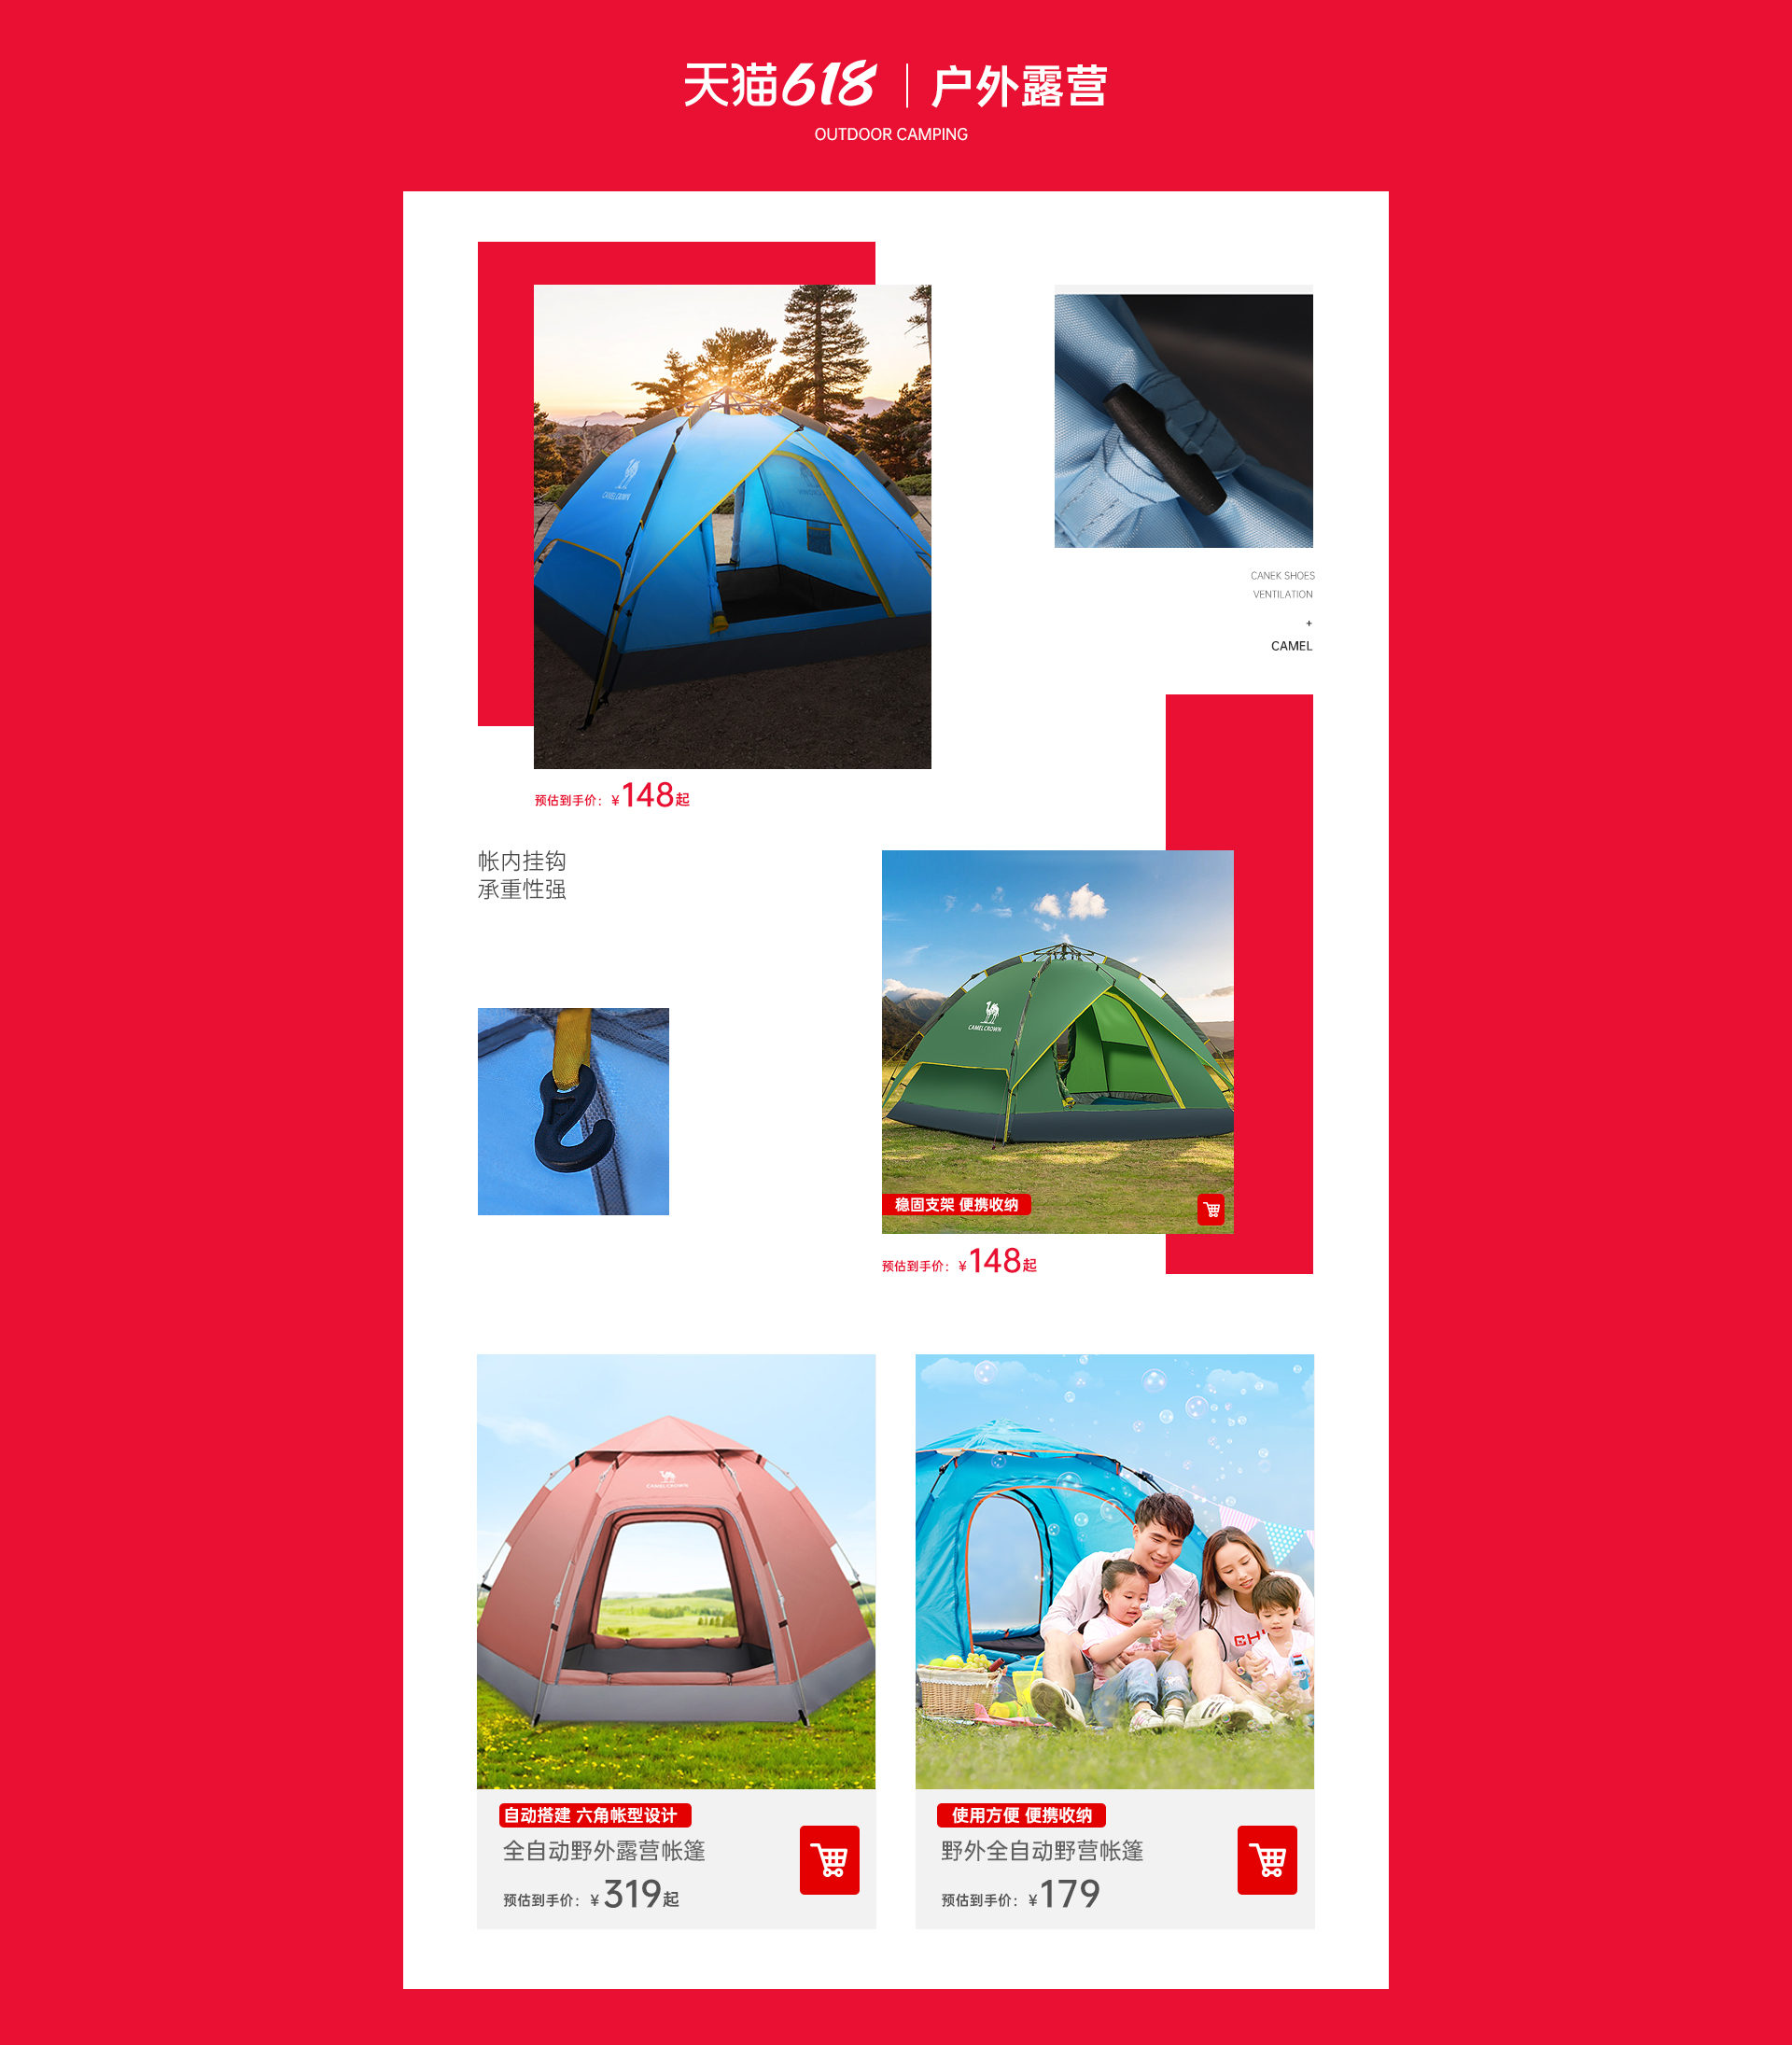 天猫618 | 户外露营
OUTDOOR CAMPING
CAMELCROWN
CANEK SHOES
VENTILATION
+
CAMEL
预估到手价：¥148起
帐内挂钩
承重性强
CAMELCROWN
稳固支架 便携收纳
预估到手价：¥148起
CAMEL CROWN
自动搭建 六角帐型设计
全自动野外露营帐篷
预估到手价：¥319起
使用方便 便携收纳
野外全自动野营帐篷
预估到手价：¥179